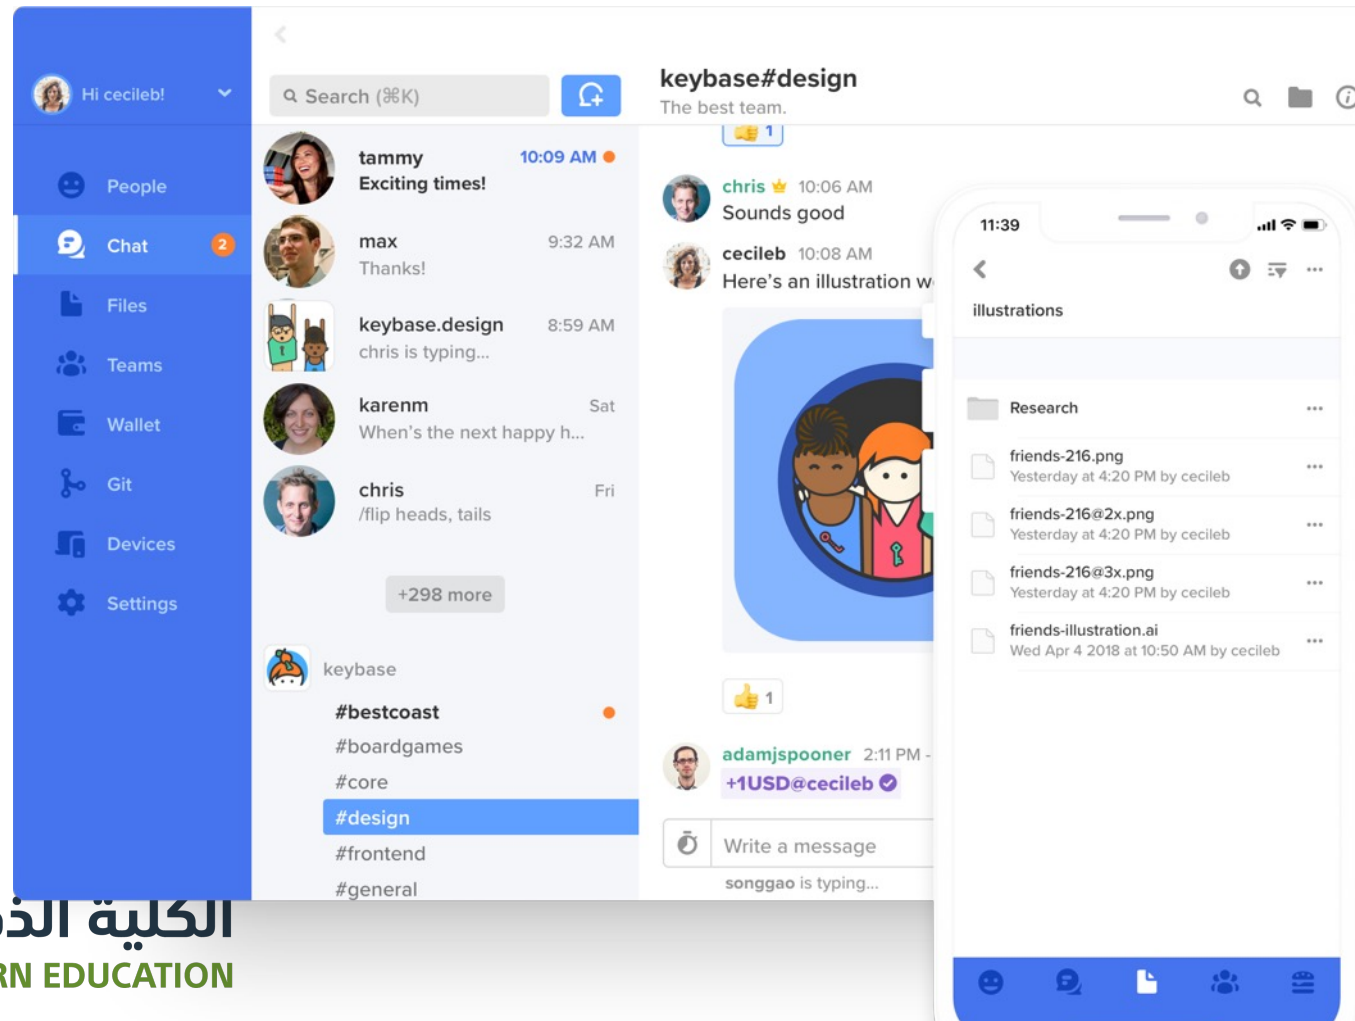 Hi cecileb!
People
Chat
2
Files
Teams
Wallet
Git
Devices
Settings
Search (⌘K)
tammy
10:09 AM
Exciting times!
max
9:32 AM
Thanks!
keybase.design
8:59 AM
chris is typing...
karenm
Sat
When's the next happy h...
chris
Fri
/flip heads, tails
+298 more
keybase
#bestcoast
#boardgames
#core
#design
#frontend
#general
keybase#design
The best team.
1
chris 10:06 AM
Sounds good
cecileb 10:08 AM
Here's an illustration
1
adamjspooner 2:11 PM -
+1USD@cecileb
Write a message
songgao is typing...
11:39
illustrations
Research
friends-216.png
Yesterday at 4:20 PM by cecileb
friends-216@2x.png
Yesterday at 4:20 PM by cecileb
friends-216@3x.png
Yesterday at 4:20 PM by cecileb
friends-illustration.ai
Wed Apr 4 2018 at 10:50 AM by cecileb
الكلية
EDUCATION